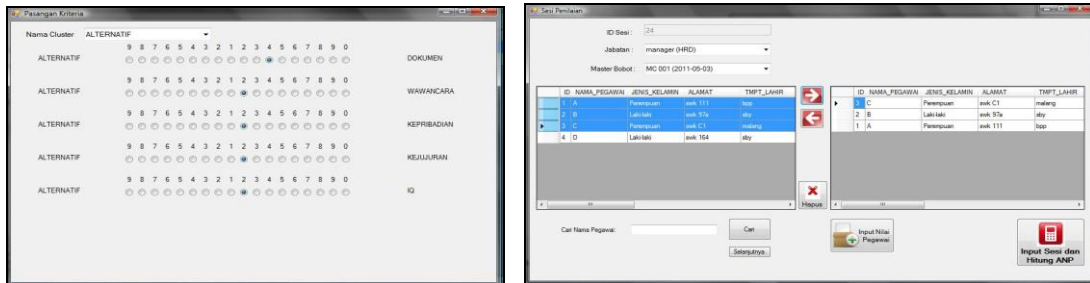 Pasangan Kriteria
Nama Cluster ALTERNATIF
9 8 7 6 5 4 3 2 1 2 3 4 5 6 7 8 9 0
ALTERNATIF DOKUMEN
9 8 7 6 5 4 3 2 1 2 3 4 5 6 7 8 9 0
ALTERNATIF WAWANCARA
9 8 7 6 5 4 3 2 1 2 3 4 5 6 7 8 9 0
ALTERNATIF KEPRIBADIAN
9 8 7 6 5 4 3 2 1 2 3 4 5 6 7 8 9 0
ALTERNATIF KEJUJURAN
9 8 7 6 5 4 3 2 1 2 3 4 5 6 7 8 9 0
ALTERNATIF IQ
Sesi Penilaian
ID Sesi : 24
Jabatan : manager (HRD)
Master Bobot : MC 001 (2011-05-03)
ID NAMA_PEGAWAI JENIS_KELAMIN ALAMAT TMPT_LAHIR
1 A Perempuan swk 111 bpp
2 B Laki-laki swk 97a sby
3 C Perempuan swk C1 malang
4 D Laki-laki swk 164 sby
Hapus
ID NAMA_PEGAWAI JENIS_KELAMIN ALAMAT TMPT_LAHIR
3 C Perempuan swk C1 malang
2 B Laki-laki swk 97a sby
1 A Perempuan swk 111 bpp
Cari Nama Pegawai: Cari
Selanjutnya
Input Nilai
Pegawai
Input Sesi dan
Hitung ANP